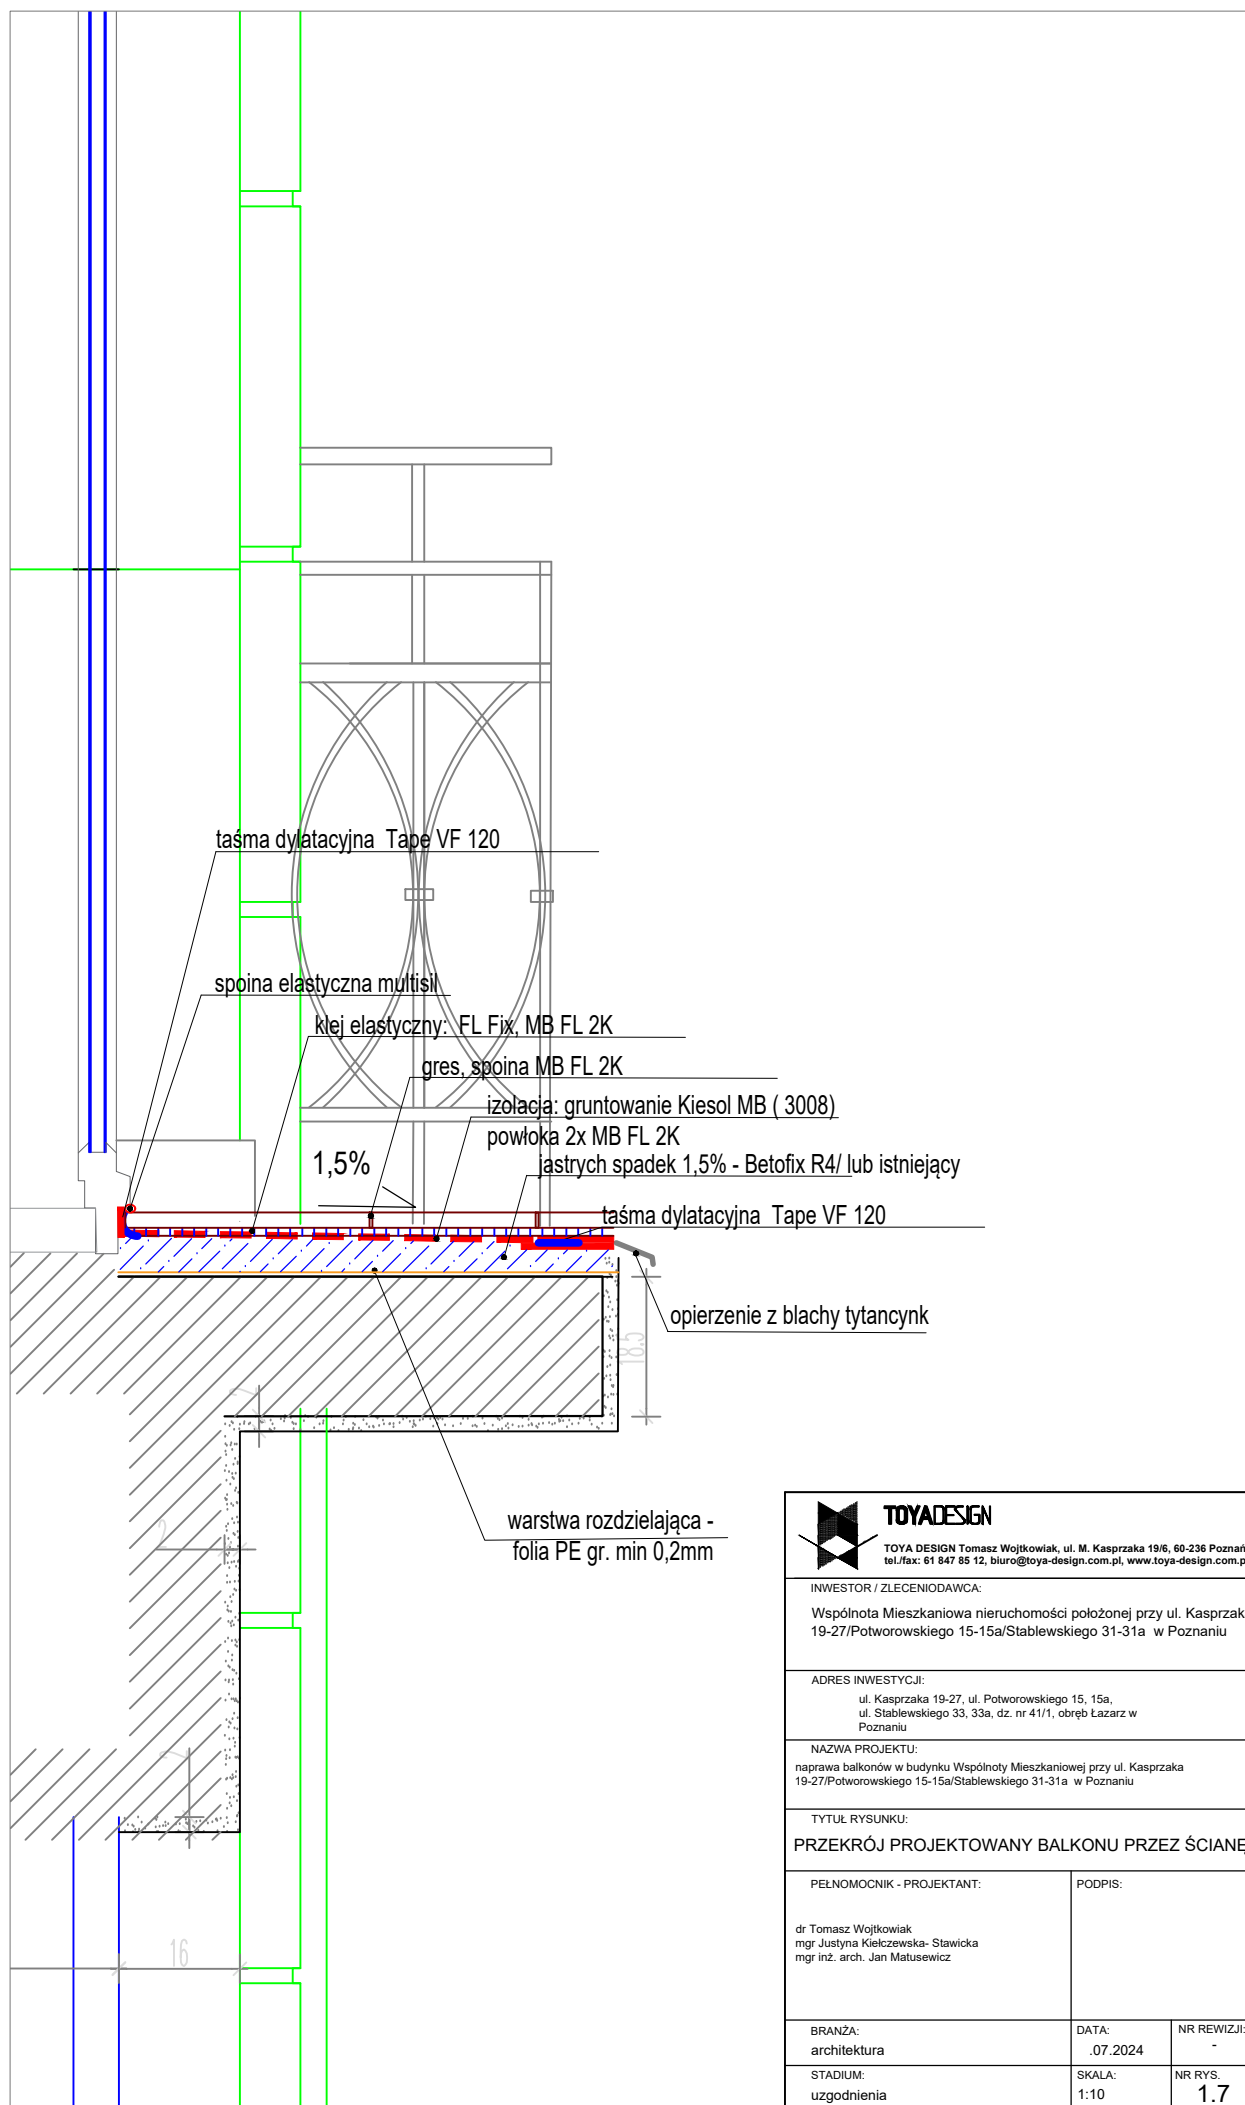 taśma dylatacyjna Tape VF 120
spoina elastyczna multisil
klej elastyczny: FL Fix, MB FL 2K
gres, spoina MB FL 2K
izolacja: gruntowanie Kiesol MB ( 3008)
powłoka 2x MB FL 2K
1,5%
jastrych spadek 1,5% - Betofix R4/ lub istniejący
taśma dylatacyjna Tape VF 120
opierzenie z blachy tytancynk
18.5
2
warstwa rozdzielająca -
folia PE gr. min 0,2mm
2
2
16
TOYADESIGN
TOYA DESIGN Tomasz Wojtkowiak, ul. M. Kasprzaka 19/6, 60-236 Poznań
tel./fax: 61 847 85 12, biuro@toya-design.com.pl, www.toya-design.com.p
INWESTOR / ZLECENIODAWCA:
Wspólnota Mieszkaniowa nieruchomości położonej przy ul. Kasprzak
19-27/Potworowskiego 15-15a/Stablewskiego 31-31a w Poznaniu
ADRES INWESTYCJI:
ul. Kasprzaka 19-27, ul. Potworowskiego 15, 15a,
ul. Stablewskiego 33, 33a, dz. nr 41/1, obręb Łazarz w
Poznaniu
NAZWA PROJEKTU:
naprawa balkonów w budynku Wspólnoty Mieszkaniowej przy ul. Kasprzaka
19-27/Potworowskiego 15-15a/Stablewskiego 31-31a w Poznaniu
TYTUŁ RYSUNKU:
PRZEKRÓJ PROJEKTOWANY BALKONU PRZEZ ŚCIANĘ
PEŁNOMOCNIK - PROJEKTANT:
PODPIS:
dr Tomasz Wojtkowiak
mgr Justyna Kiełczewska- Stawicka
mgr inż. arch. Jan Matusewicz
BRANŻA:
architektura
DATA:
.07.2024
NR REWIZJI:
-
STADIUM:
uzgodnienia
SKALA:
1:10
NR RYS.
1.7